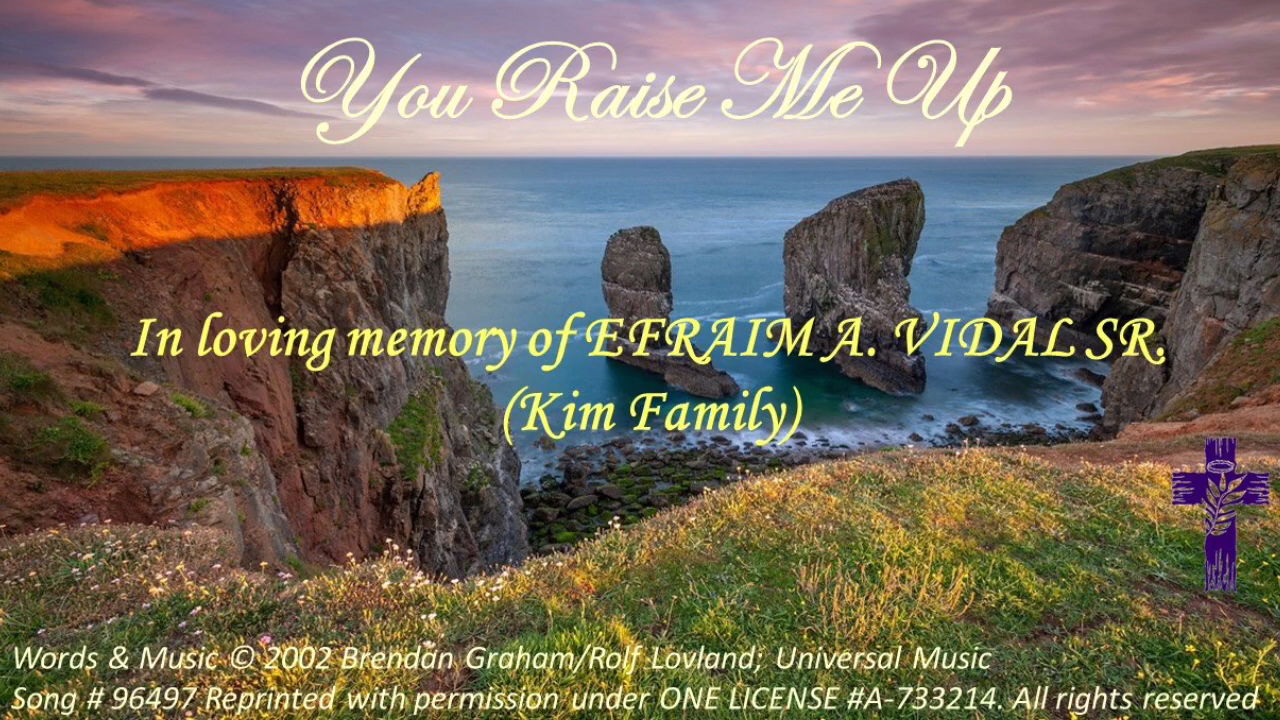 You Raise Me Up
In loving memory of EFRAIM A. VIDAL SR.
(Kim Family)
Words & Music © 2002 Brendan Graham/Rolf Lovland; Universal Music
Song # 96497 Reprinted with permission under ONE LICENSE #A-733214. All rights reserved